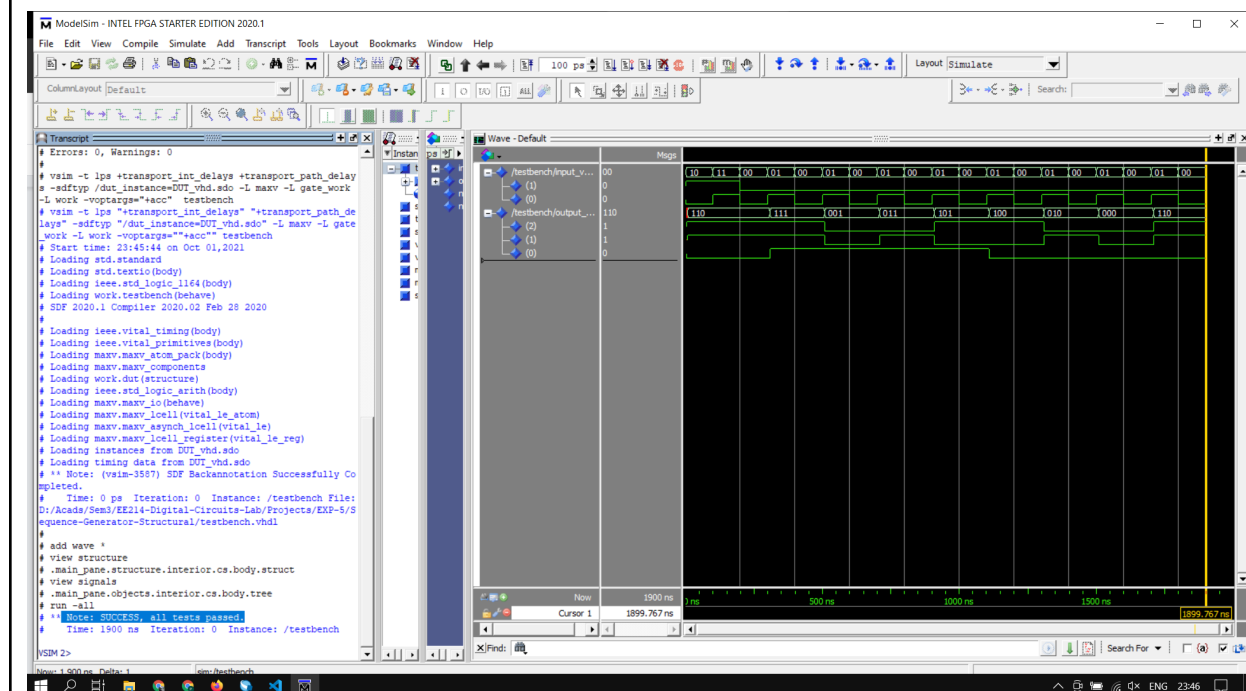 ModelSim - INTEL FPGA STARTER EDITION 2020.1
File Edit View Compile Simulate Add Transcript Tools Layout Bookmarks Window Help
100 ps
Layout Simulate
ColumnLayout Default
Search:
Transcript
# Errors: 0, Warnings: 0
#
# vsim -t 1ps +transport_int_delays +transport_path_delay
s -sdftyp /dut_instance=DUT_vhd.sdo -L maxv -L gate_work
-L work -voptargs="+acc"  testbench
# vsim -t 1ps "+transport_int_delays" "+transport_path_de
lays" -sdftyp "/dut_instance=DUT_vhd.sdo" -L maxv -L gate
_work -L work -voptargs=""+acc"" testbench
# Start time: 23:45:44 on Oct 01,2021
# Loading std.standard
# Loading std.textio(body)
# Loading ieee.std_logic_1164(body)
# Loading work.testbench(behave)
# SDF 2020.1 Compiler 2020.02 Feb 28 2020
#
# Loading ieee.vital_timing(body)
# Loading ieee.vital_primitives(body)
# Loading maxv.maxv_atom_pack(body)
# Loading maxv.maxv_components
# Loading work.dut(structure)
# Loading ieee.std_logic_arith(body)
# Loading maxv.maxv_io(behave)
# Loading maxv.maxv_lcell(vital_le_atom)
# Loading maxv.maxv_asynch_lcell(vital_le)
# Loading maxv.maxv_lcell_register(vital_le_reg)
# Loading instances from DUT_vhd.sdo
# Loading timing data from DUT_vhd.sdo
# ** Note: (vsim-3587) SDF Backannotation Successfully Co
mpleted.
#    Time: 0 ps  Iteration: 0  Instance: /testbench File:
D:/Acads/Sem3/EE214-Digital-Circuits-Lab/Projects/EXP-5/S
equence-Generator-Structural/testbench.vhdl
#
# add wave *
# view structure
# .main_pane.structure.interior.cs.body.struct
# view signals
# .main_pane.objects.interior.cs.body.tree
# run -all
# ** Note: SUCCESS, all tests passed.
#    Time: 1900 ns  Iteration: 0  Instance: /testbench
VSIM 2>
Instan
ps
Wave - Default
Msgs
/testbench/input_v... 00 10 11 00 01 00 01 00 01 00 01 00 01 00 01 00 01 00
(1) 0
(0) 0
/testbench/output_... 110 110 111 001 011 101 100 010 000 110
(2) 1
(1) 1
(0) 0
Now 1900 ns
500 ns 1000 ns 1500 ns
Cursor 1 1899.767 ns
1899.767 ns
Find:
Search For (a)
Now: 1,900 ns Delta: 1 sim:/testbench
ENG 23:46